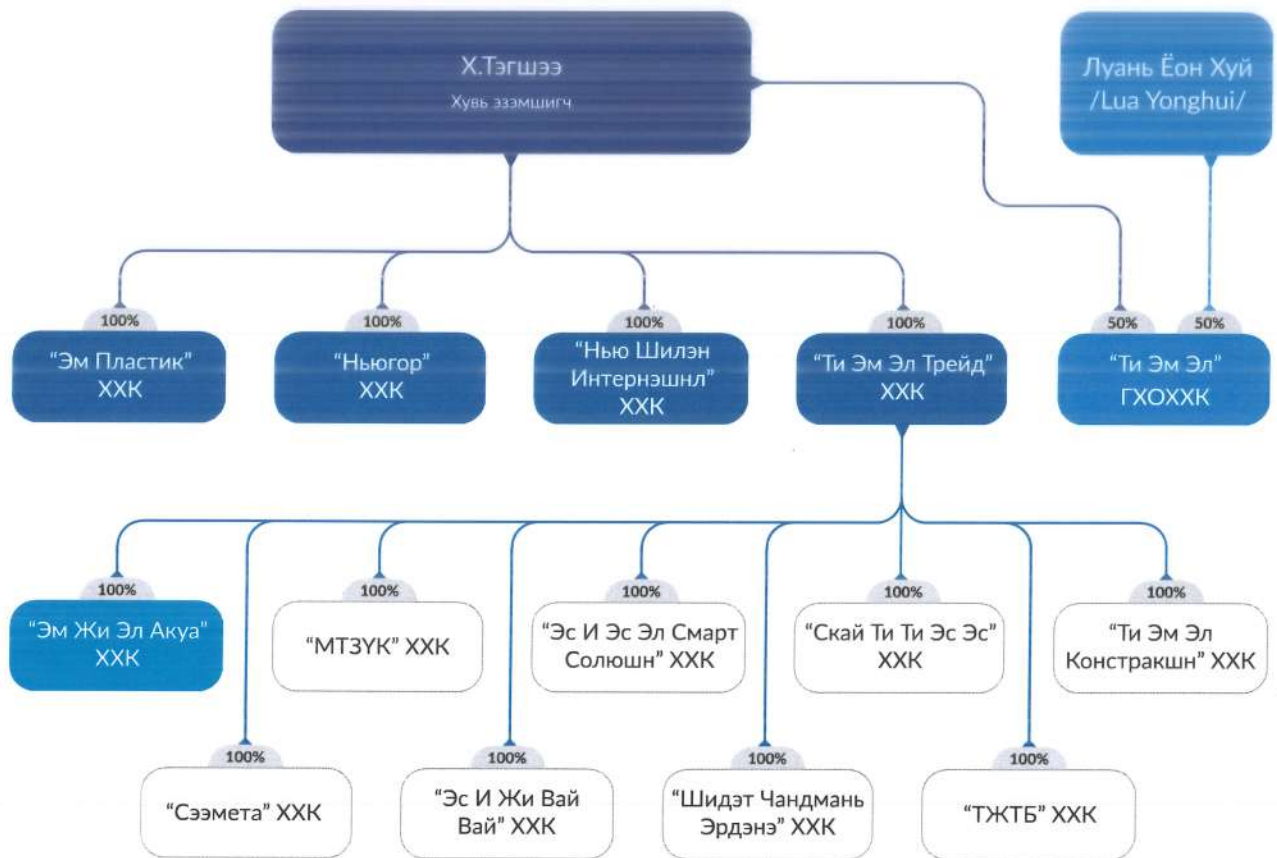 Х.Тэгшээ
Хувь эзэмшигч
Луань Ёон Хуй
/Lua Yonghui/
100%
100%
100%
100%
50%
50%
“Эм Пластик”
ХХК
“Ньюгор”
ХХК
“Нью Шилэн
Интернэшнл”
ХХК
“Ти Эм Эл Трейд”
ХХК
“Ти Эм Эл”
ГХОХХК
100%
100%
100%
100%
100%
“Эм Жи Эл Акуа”
ХХК
“МТЗҮК” ХХК
“Эс И Эс Эл Смарт
Солюшн” ХХК
“Скай Ти Ти Эс Эс”
ХХК
“Ти Эм Эл
Констракшн” ХХК
100%
100%
100%
100%
“Сээмета” ХХК
“Эс И Жи Вай
Вай” ХХК
“Шидэт Чандмань
Эрдэнэ” ХХК
“ТЖТБ” ХХК